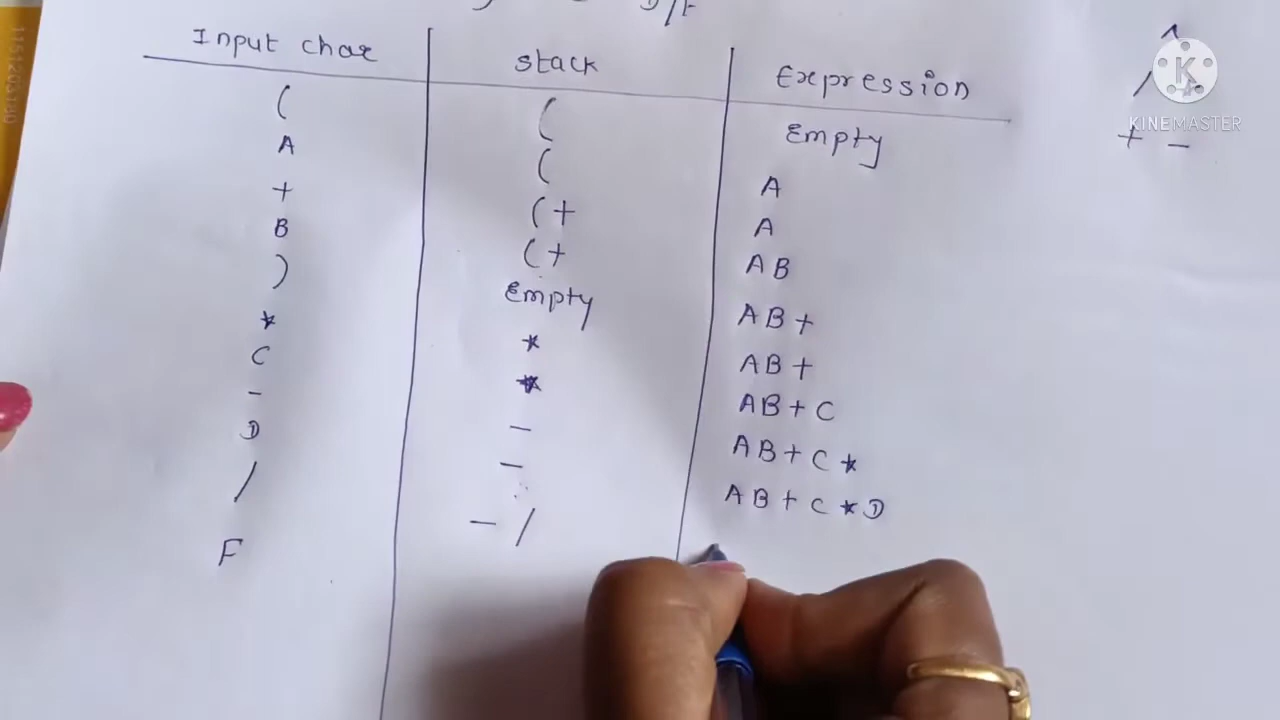 D/F
Input char stack Expression
( ( Empty
A ( A
+ (+ A
B (+ AB
) Empty AB+
* * AB+
C * AB+C
- - AB+C*
D - AB+C*D
/ -/
F
^
/
+ -
K
KINEMASTER